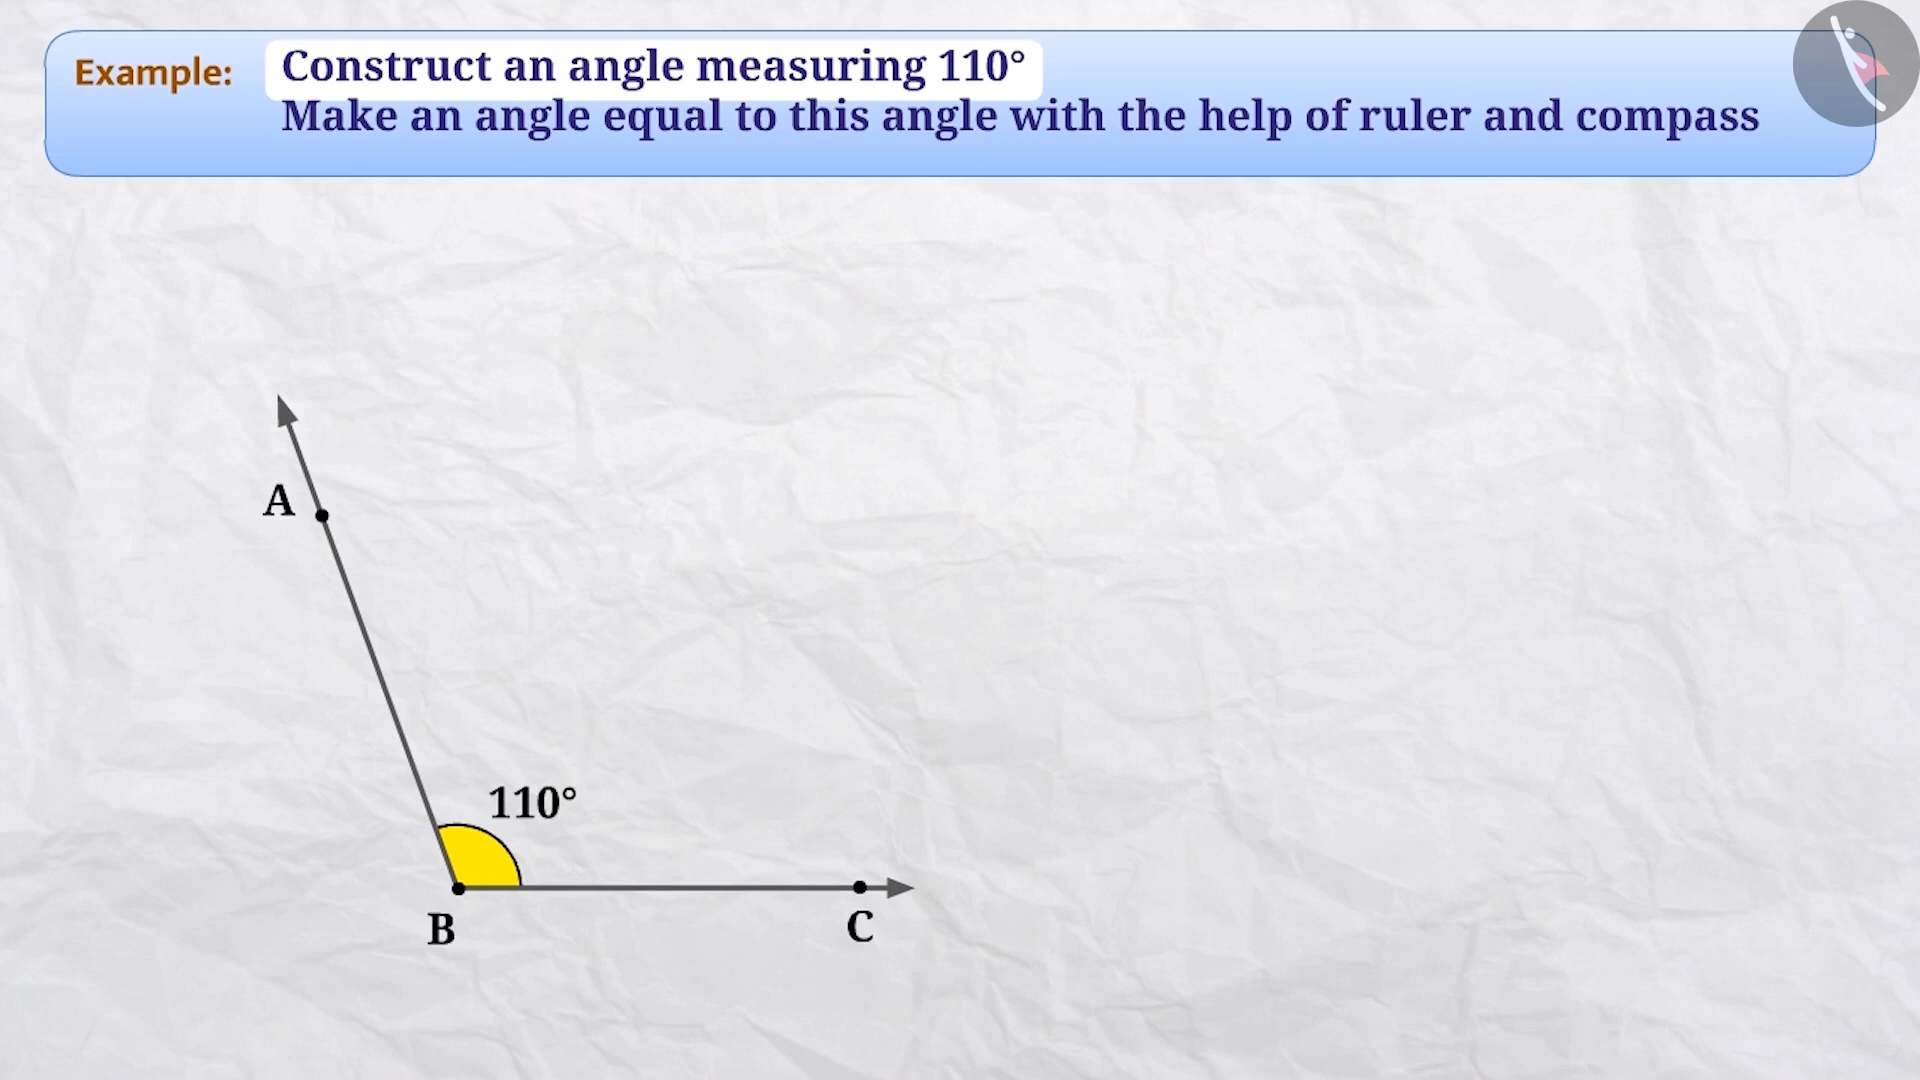 Example: Construct an angle measuring 110°
Make an angle equal to this angle with the help of ruler and compass
A
110°
B
C